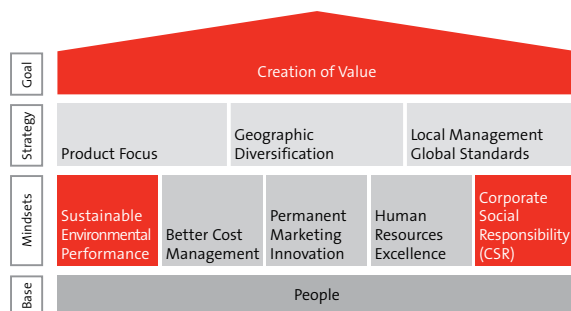 Goal
Creation of Value
Strategy
Product Focus
Geographic
Diversification
Local Management
Global Standards
Mindsets
Sustainable
Environmental
Performance
Better Cost
Management
Permanent
Marketing
Innovation
Human
Resources
Excellence
Corporate
Social
Responsibility
(CSR)
Base
People